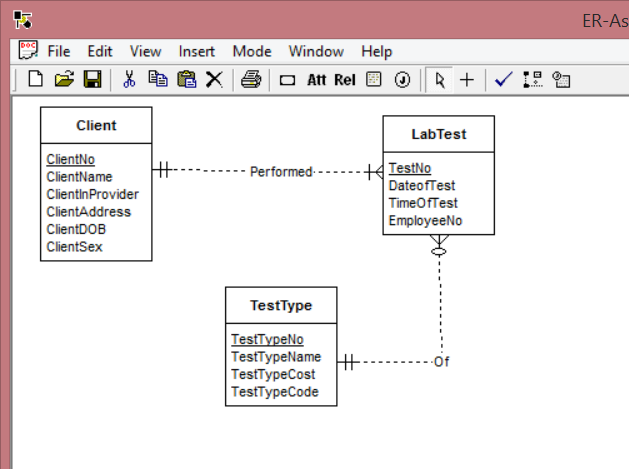 ER-As
DOC
File Edit View Insert Mode Window Help
Att Rel J
Client
ClientNo
ClientName
ClientInProvider
ClientAddress
ClientDOB
ClientSex
Performed
LabTest
TestNo
DateofTest
TimeOfTest
EmployeeNo
TestType
TestTypeNo
TestTypeName
TestTypeCost
TestTypeCode
Of